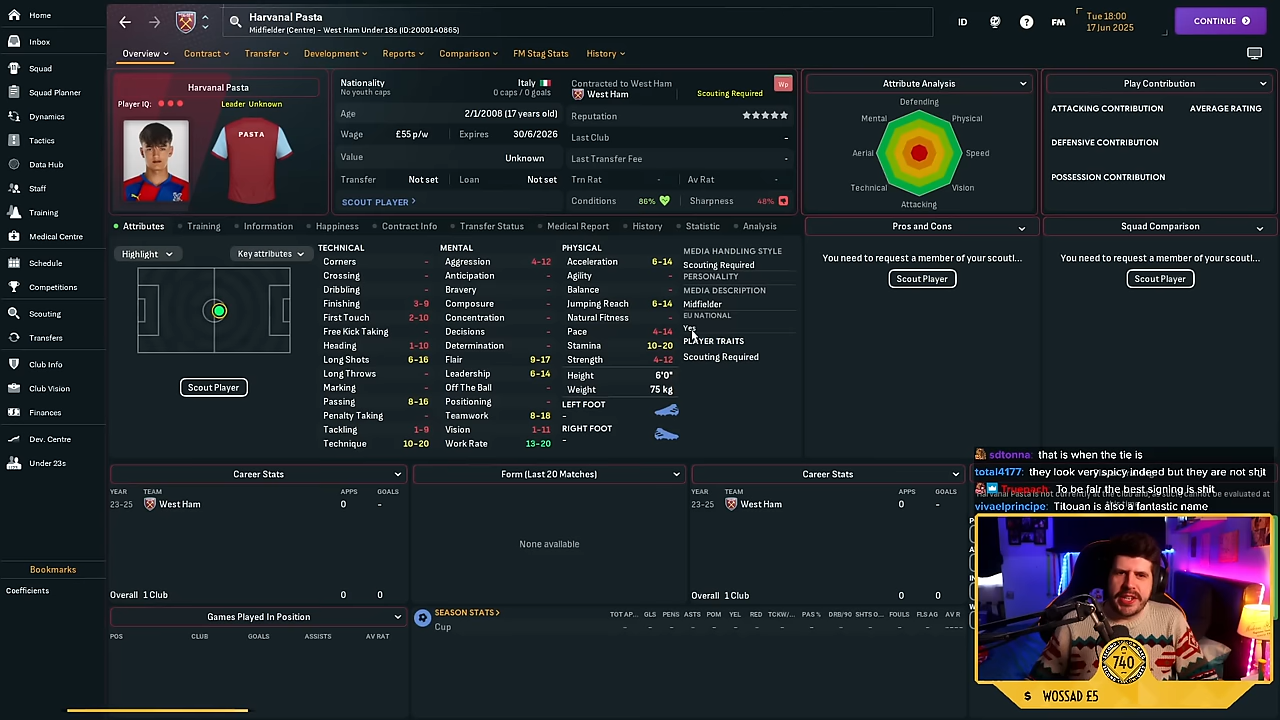 Home
Inbox
Squad
Squad Planner
Dynamics
Tactics
Data Hub
Staff
Training
Medical Centre
Schedule
Competitions
Scouting
Transfers
Club Info
Club Vision
Finances
Dev. Centre
Under 23s
Bookmarks
Coefficients
Harvanal Pasta
Midfielder (Centre) - West Ham Under 18s (ID:2000140865)
ID
FM
Tue 18:00
17 Jun 2025
CONTINUE
Overview
Contract
Transfer
Development
Reports
Comparison
FM Stag Stats
History
Harvanal Pasta
Player IQ:
Leader Unknown
PASTA
Nationality
Italy
No youth caps
0 caps / 0 goals
Age
2/1/2008 (17 years old)
Wage £55 p/w Expires 30/6/2026
Value Unknown
Transfer Not set Loan Not set
SCOUT PLAYER >
Contracted to West Ham
West Ham
Scouting Required
Wp
Reputation
Last Club -
Last Transfer Fee -
Trn Rat - Av Rat -
Conditions 86% Sharpness 48%
Attribute Analysis
Defending
Mental
Physical
Aerial
Speed
Technical
Vision
Attacking
Play Contribution
ATTACKING CONTRIBUTION AVERAGE RATING
DEFENSIVE CONTRIBUTION
POSSESSION CONTRIBUTION
Attributes
Training
Information
Happiness
Contract Info
Transfer Status
Medical Report
History
Statistic
Analysis
Highlight
Key attributes
Scout Player
TECHNICAL
Corners -
Crossing -
Dribbling -
Finishing 3-9
First Touch 2-10
Free Kick Taking -
Heading 1-10
Long Shots 6-16
Long Throws -
Marking -
Passing 8-16
Penalty Taking -
Tackling 1-9
Technique 10-20
MENTAL
Aggression 4-12
Anticipation -
Bravery -
Composure -
Concentration -
Decisions -
Determination -
Flair 9-17
Leadership 6-14
Off The Ball -
Positioning -
Teamwork 8-18
Vision 1-11
Work Rate 13-20
PHYSICAL
Acceleration 6-14
Agility -
Balance -
Jumping Reach 6-14
Natural Fitness -
Pace 4-14
Stamina 10-20
Strength 4-12
Height 6'0"
Weight 75 kg
LEFT FOOT
-
RIGHT FOOT
-
MEDIA HANDLING STYLE
Scouting Required
PERSONALITY
MEDIA DESCRIPTION
Midfielder
EU NATIONAL
Yes
PLAYER TRAITS
Scouting Required
Pros and Cons
You need to request a member of your scouti...
Scout Player
Squad Comparison
You need to request a member of your scouti...
Scout Player
Career Stats
YEAR TEAM APPS GOALS
23-25 West Ham 0 -
Overall 1 Club 0 0
Form (Last 20 Matches)
None available
Career Stats
YEAR TEAM APPS GOALS
23-25 West Ham 0 -
Overall 1 Club 0 0
Games Played In Position
POS CLUB GOALS ASSISTS AV RAT
SEASON STATS >
TOT AP... GLS PENS ASTS POM YEL RED TCKW/... PAS % DRB/90 SHTS O... FOULS FLS AG AV R
Cup
sdtonna: that is when the tie is
total4177: they look very spicy indeed but they are not shit
Truepach: To be fair the best signing is shit
vivaelprincipe: Titouan is also a fantastic name
740
$ WOSSAD £5